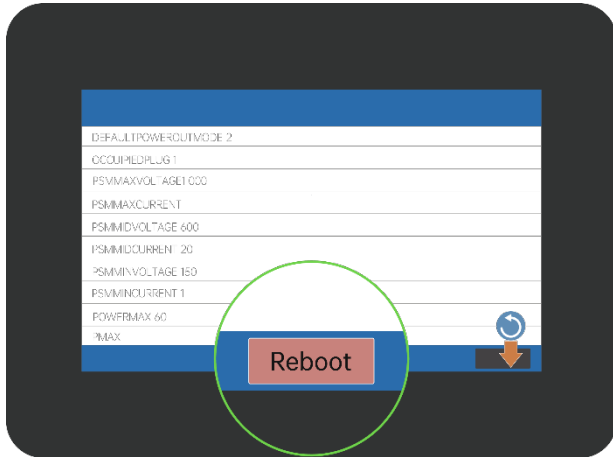 DEFAULTPOWEROUTMODE 2
OCCUPIEDPLUG 1
PSMMAXVOLTAGE1000
PSMMAXCURRENT
PSMMIDVOLTAGE 600
PSMMIDCURRENT 20
PSMMINVOLTAGE 150
PSMMINCURRENT 1
POWERMAX 60
PMAX
Reboot